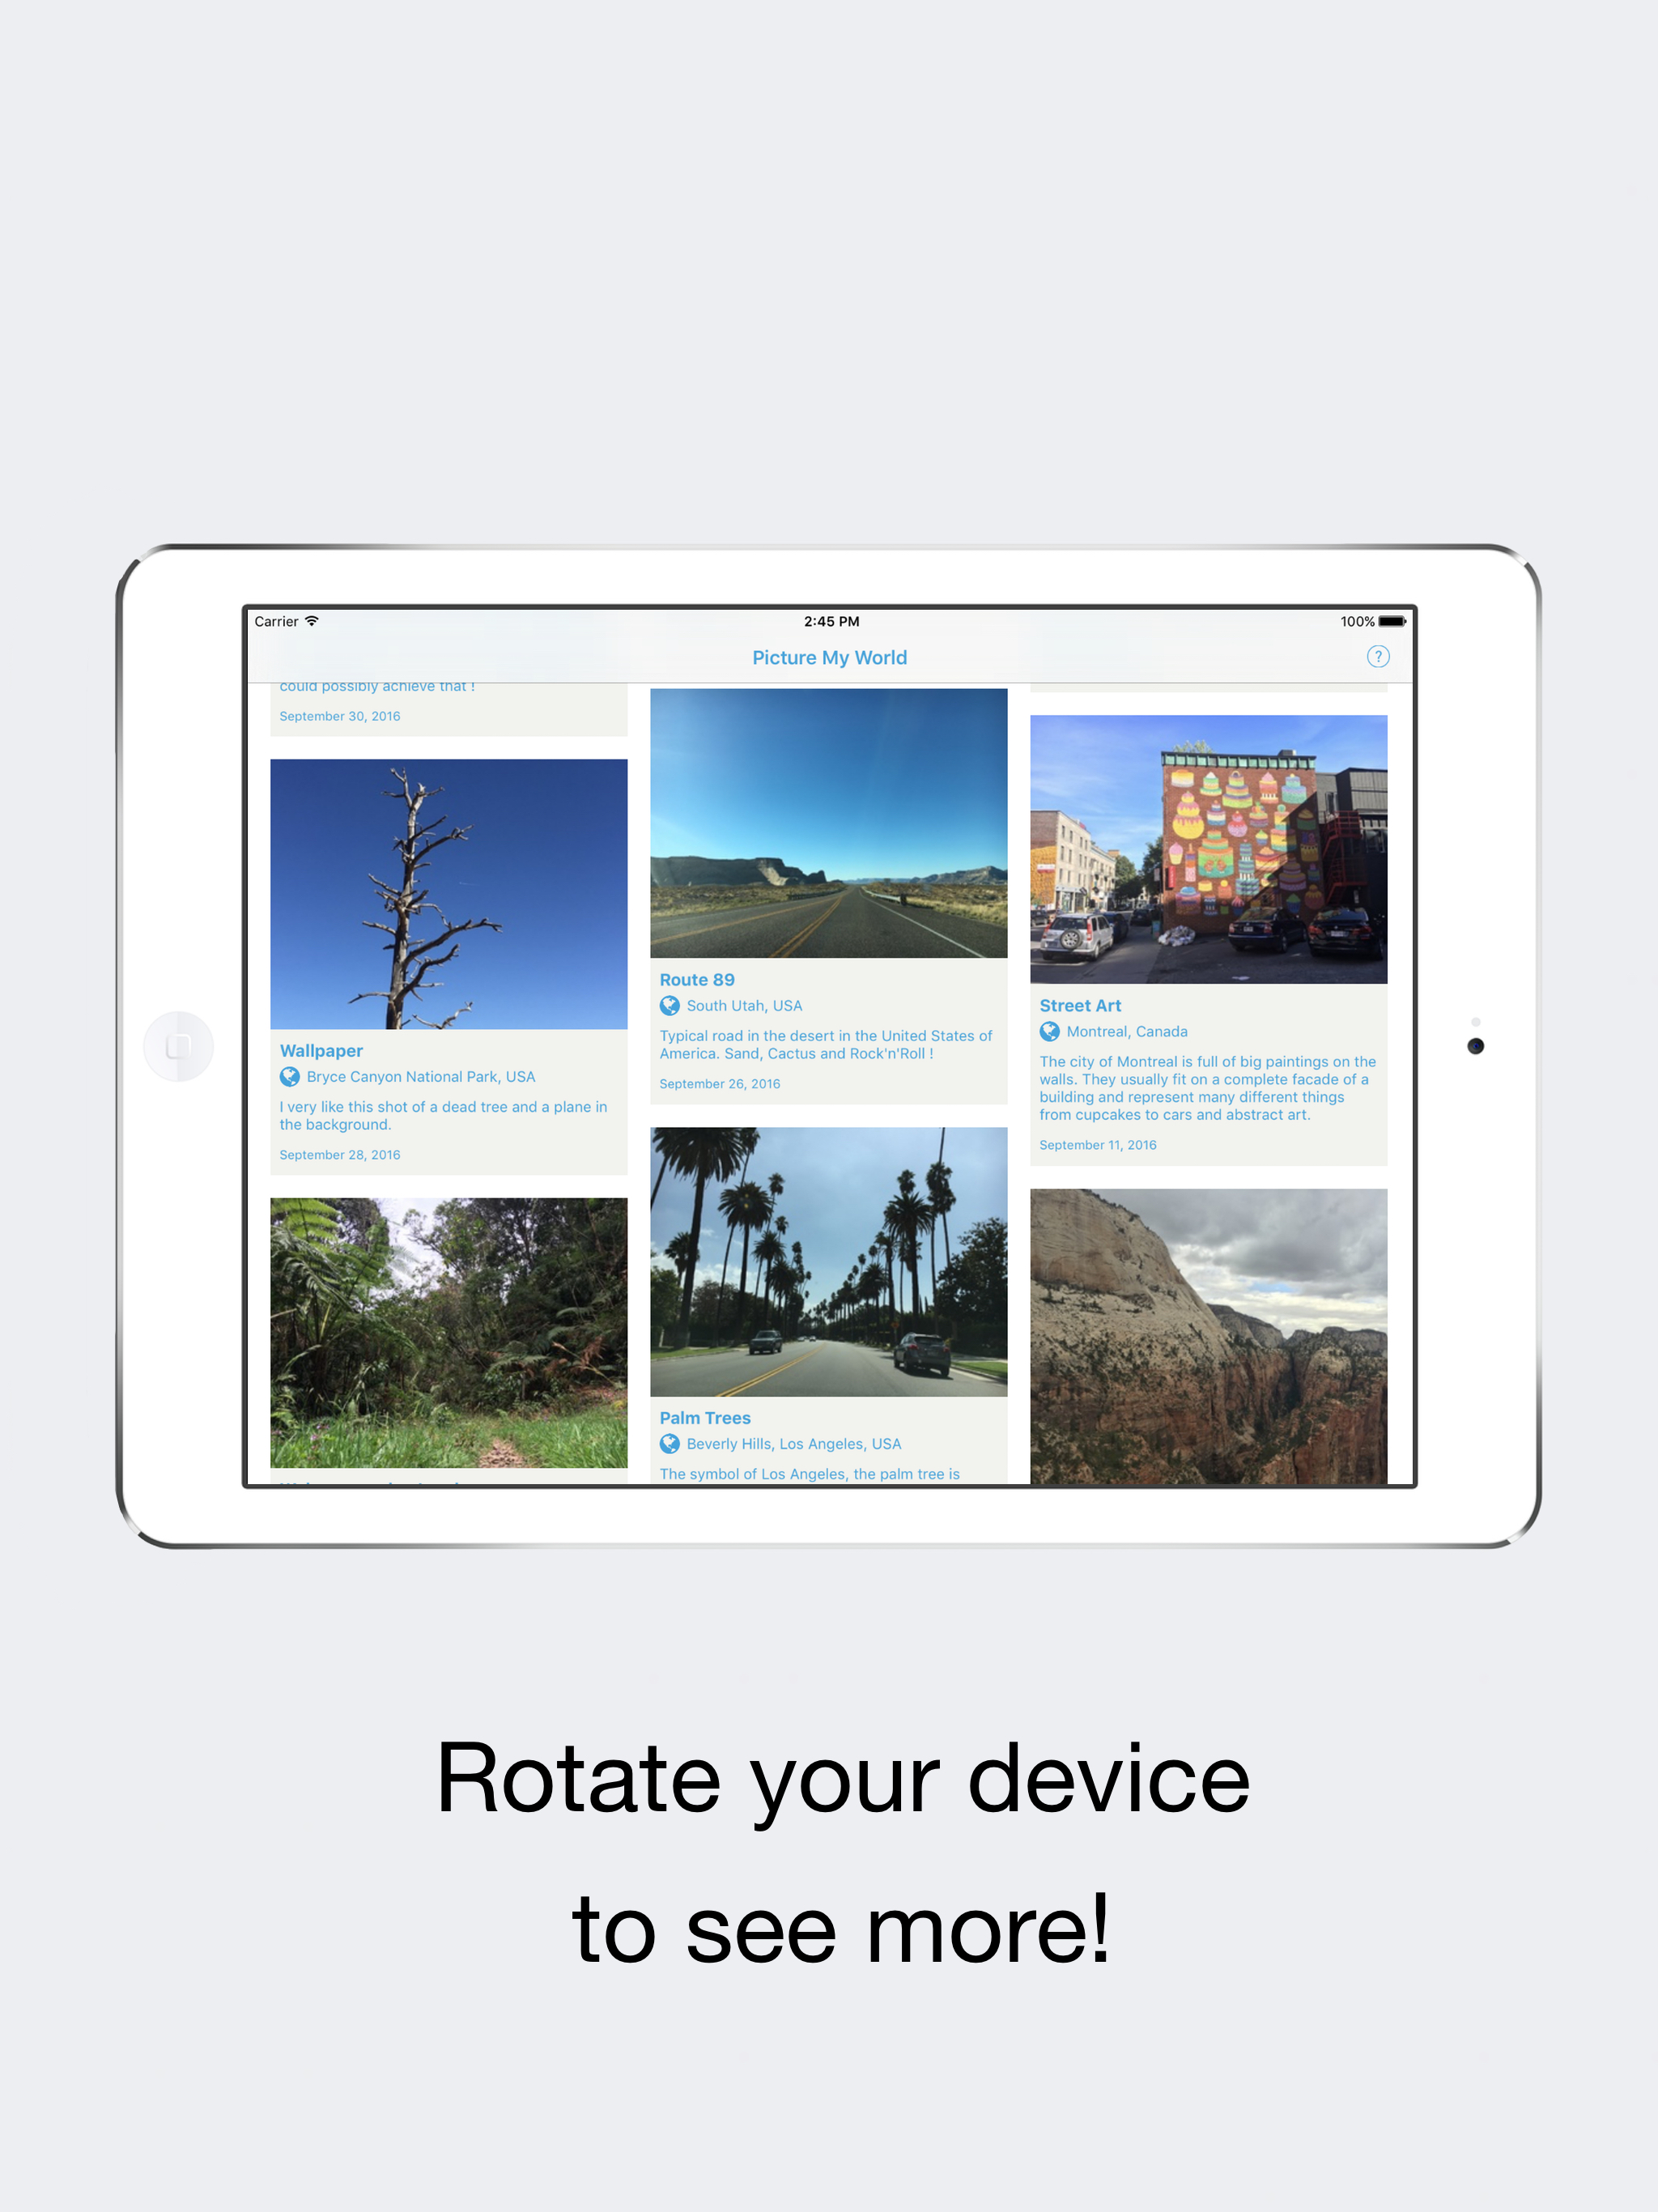 Carrier
2:45 PM
100%
Picture My World
?
could possibly achieve that !
September 30, 2016
Wallpaper
Bryce Canyon National Park, USA
I very like this shot of a dead tree and a plane in
the background.
September 28, 2016
Route 89
South Utah, USA
Typical road in the desert in the United States of
America. Sand, Cactus and Rock'n'Roll !
September 26, 2016
Palm Trees
Beverly Hills, Los Angeles, USA
The symbol of Los Angeles, the palm tree is
Street Art
Montreal, Canada
The city of Montreal is full of big paintings on the
walls. They usually fit on a complete facade of a
building and represent many different things
from cupcakes to cars and abstract art.
September 11, 2016
Rotate your device
to see more!